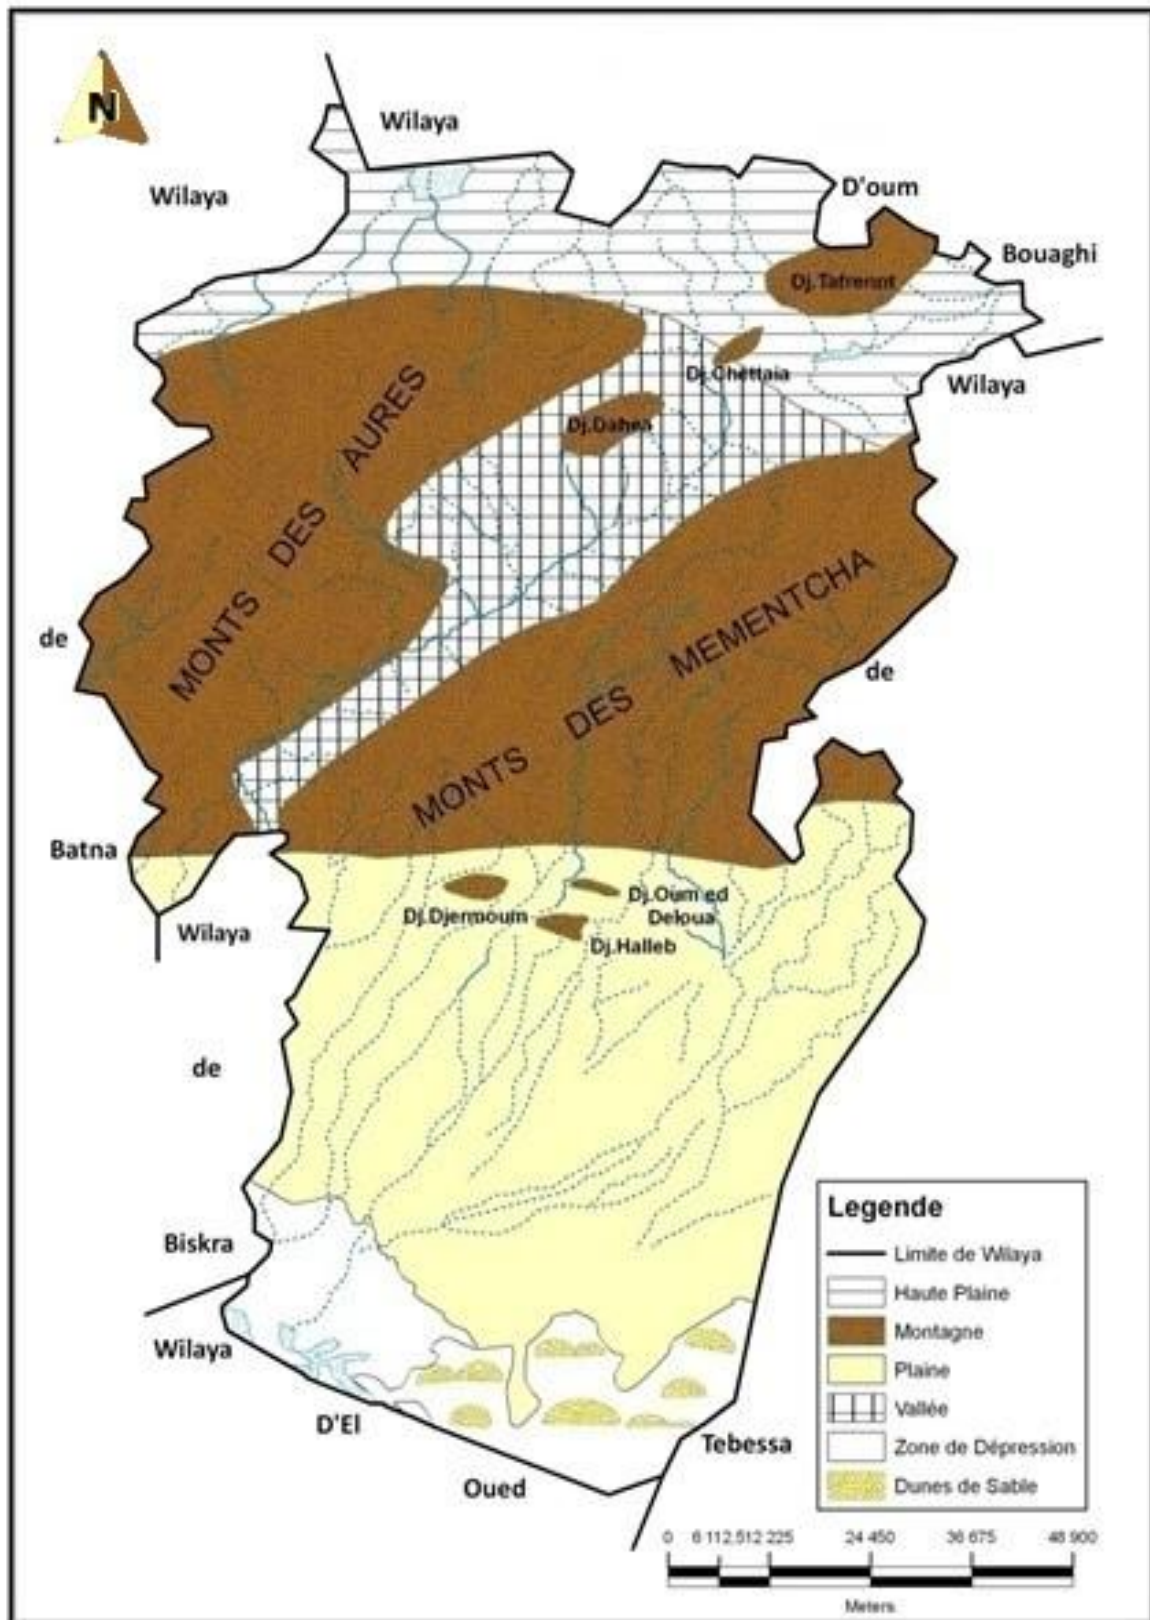 N
Wilaya
Wilaya
D'oum
Bouaghi
Dj.Tafrennt
Dj.Chettaia
Wilaya
Dj.Dahea
MONTS DES AURES
MONTS DES MEMENTCHA
de
de
Batna
Wilaya
Dj.Djermoum
Dj.Oum ed
Deloua
Dj.Halleb
de
Biskra
Wilaya
D'El
Oued
Tebessa
Legende
Limite de Wilaya
Haute Plaine
Montagne
Plaine
Vallée
Zone de Dépression
Dunes de Sable
0 6 112,512 225 24 450 36 675 48 900
Meters